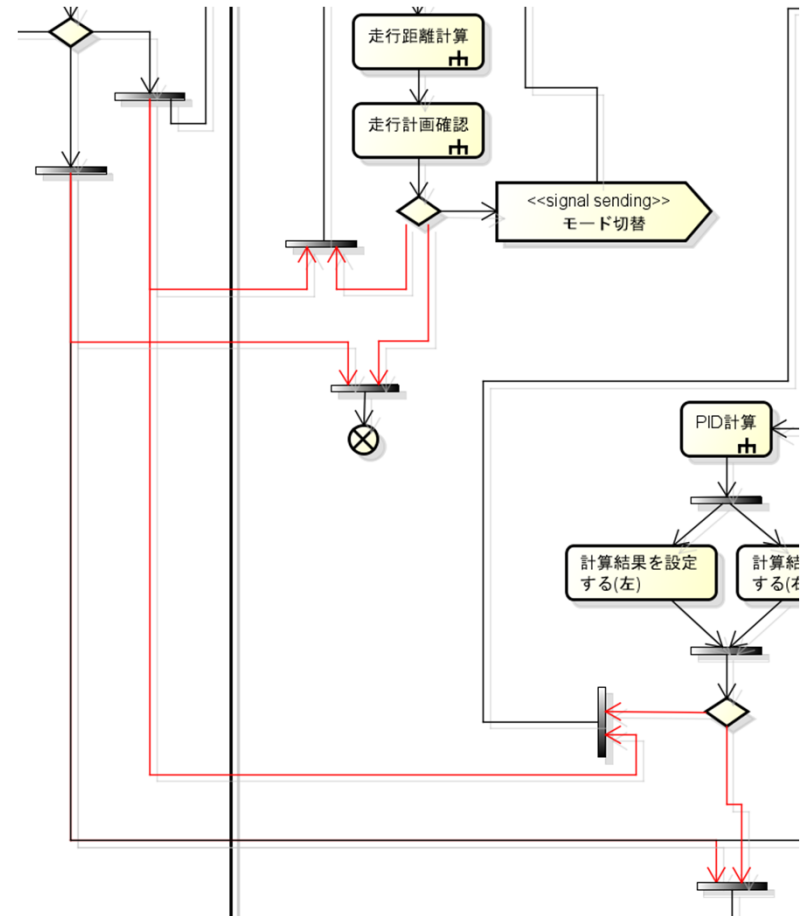 走行距離計算
走行計画確認
<<signal sending>>
モード切替
PID計算
計算結果を設定
する(左)
計算結
する(右